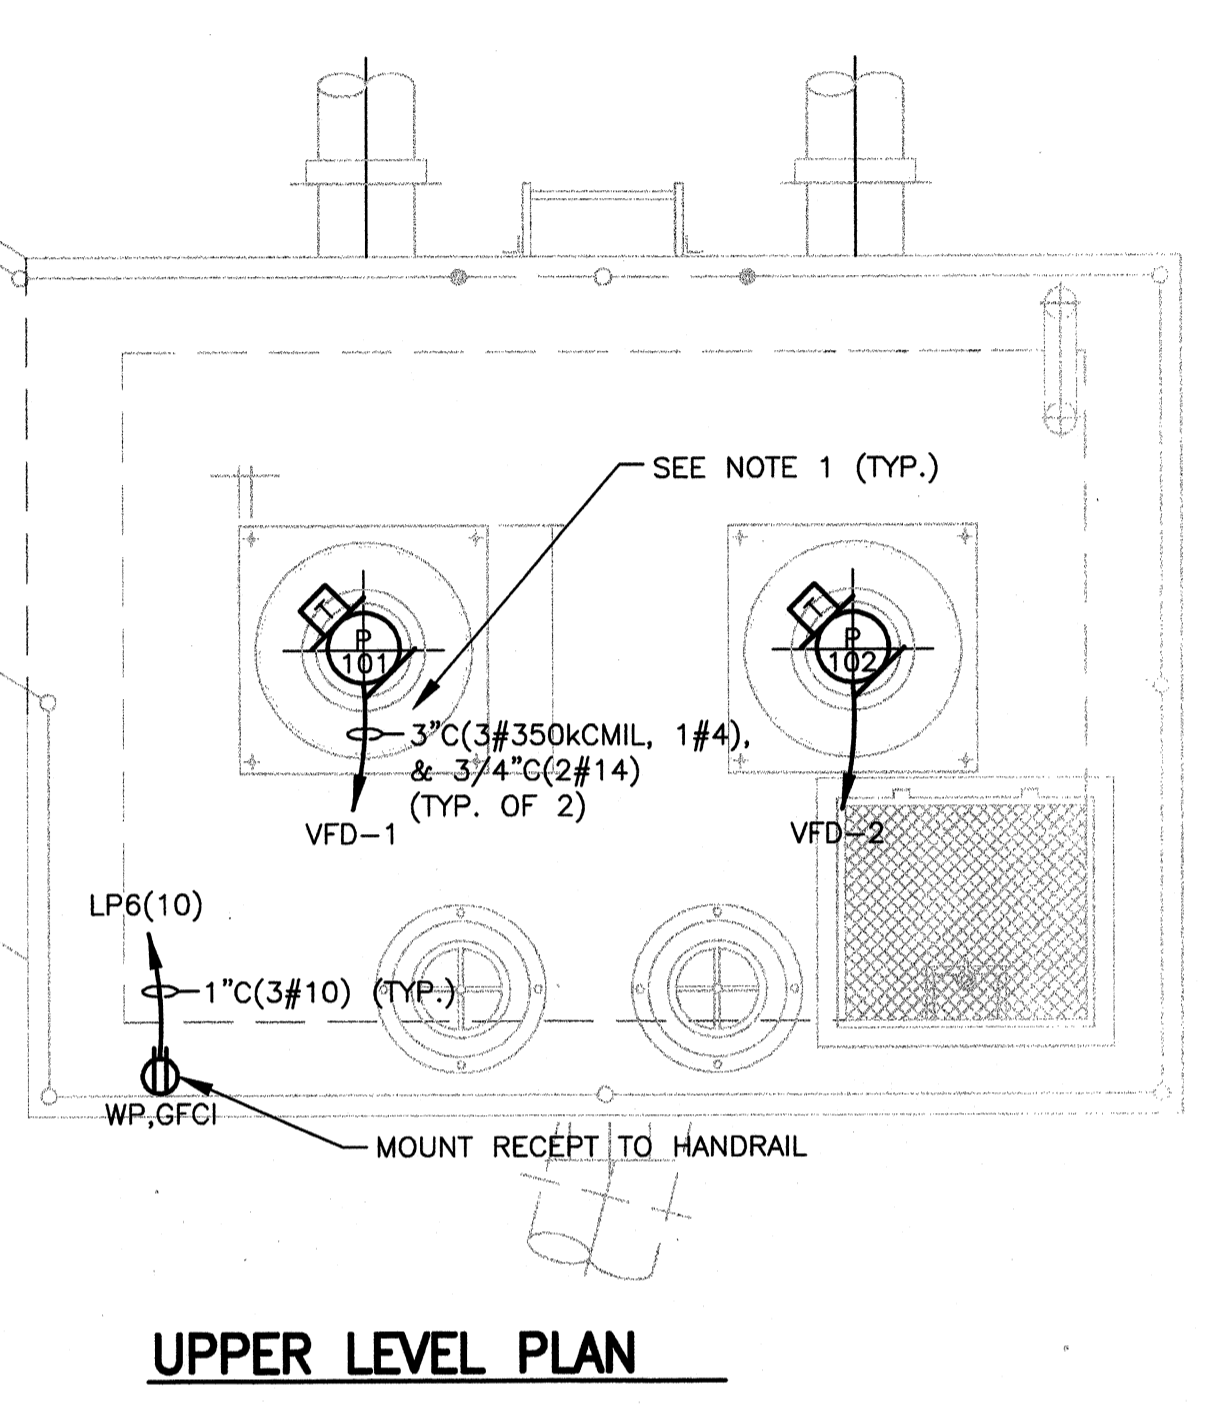 SEE NOTE 1 (TYP.)
T
P
101
T
P
102
3"C(3#350kCMIL, 1#4),
& 3/4"C(2#14)
(TYP. OF 2)
VFD-1
VFD-2
LP6(10)
1"C(3#10) (TYP.)
WP,GFCI
MOUNT RECEPT TO HANDRAIL
UPPER LEVEL PLAN